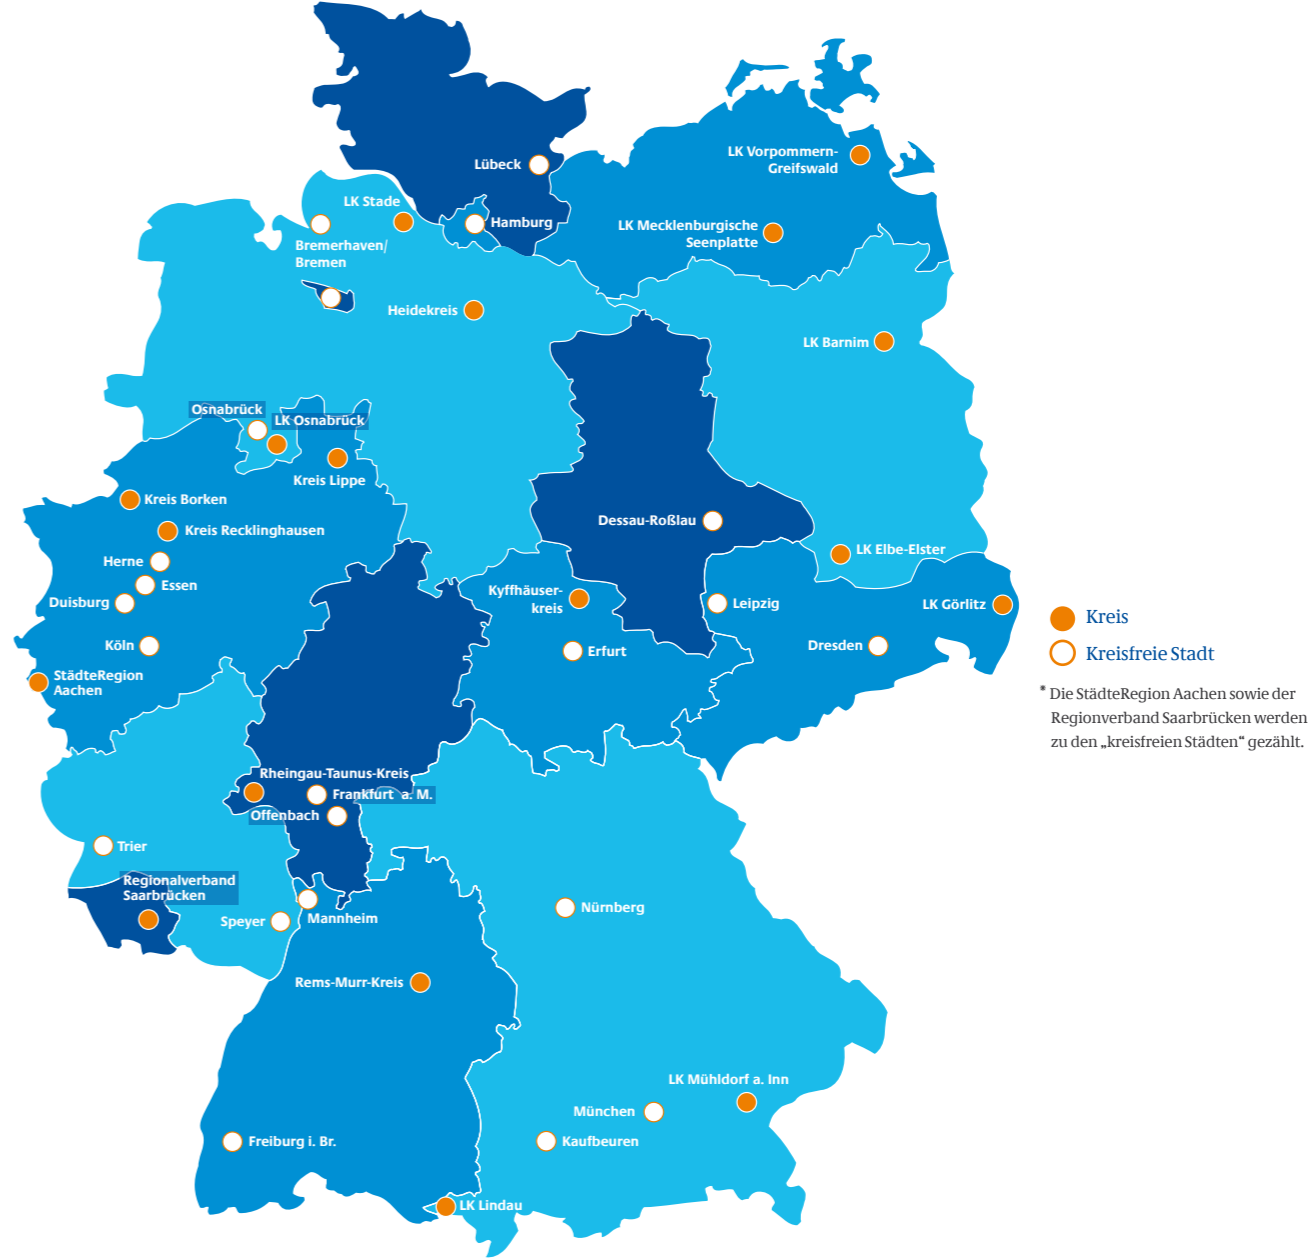 LK Vorpommern-
Greifswald
Lübeck
LK Stade
Hamburg
LK Mecklenburgische
Seenplatte
Bremerhaven/
Bremen
Heidekreis
LK Barnim
Osnabrück
LK Osnabrück
Kreis Lippe
Kreis Borken
Kreis Recklinghausen
Dessau-Roßlau
LK Elbe-Elster
Herne
Essen
Duisburg
Kyffhäuser-
kreis
Leipzig
LK Görlitz
Köln
Erfurt
Dresden
StädteRegion
Aachen
Kreis
Kreisfreie Stadt
* Die StädteRegion Aachen sowie der
Regionverband Saarbrücken werden
zu den „kreisfreien Städten“ gezählt.
Rheingau-Taunus-Kreis
Frankfurt a. M.
Offenbach
Trier
Regionalverband
Saarbrücken
Speyer
Mannheim
Nürnberg
Rems-Murr-Kreis
LK Mühldorf a. Inn
München
Freiburg i. Br.
Kaufbeuren
LK Lindau